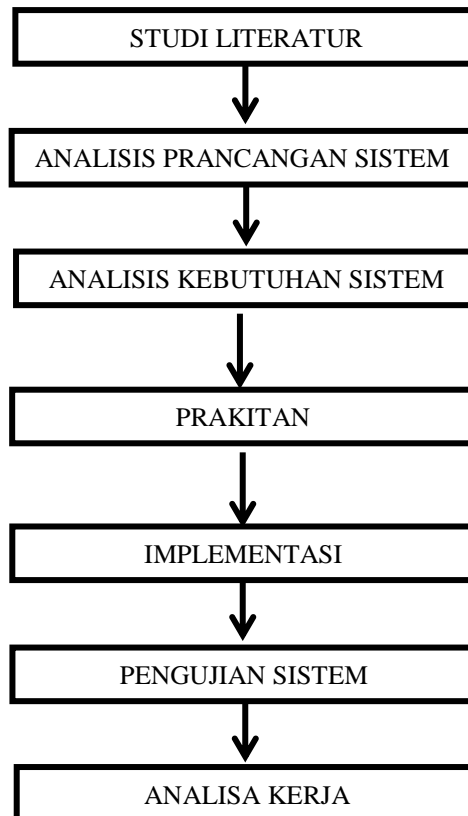 STUDI LITERATUR
ANALISIS PRANCANGAN SISTEM
ANALISIS KEBUTUHAN SISTEM
PRAKITAN
IMPLEMENTASI
PENGUJIAN SISTEM
ANALISA KERJA